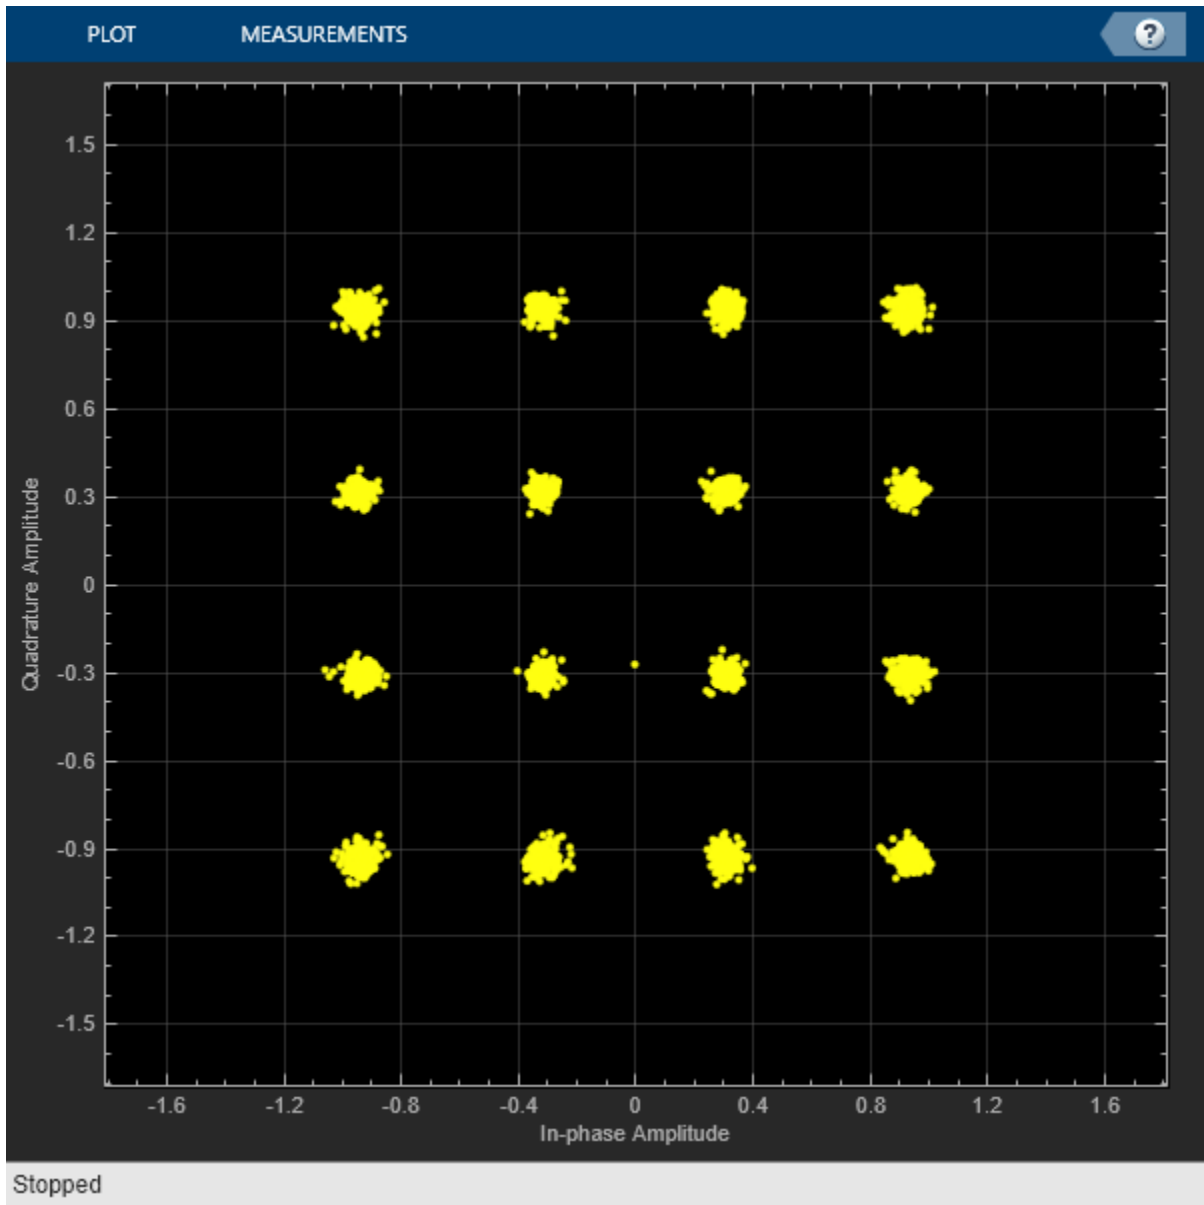 PLOT MEASUREMENTS ?
1.5
1.2
0.9
0.6
0.3
0
-0.3
-0.6
-0.9
-1.2
-1.5
Quadrature Amplitude
-1.6 -1.2 -0.8 -0.4 0 0.4 0.8 1.2 1.6
In-phase Amplitude
Stopped